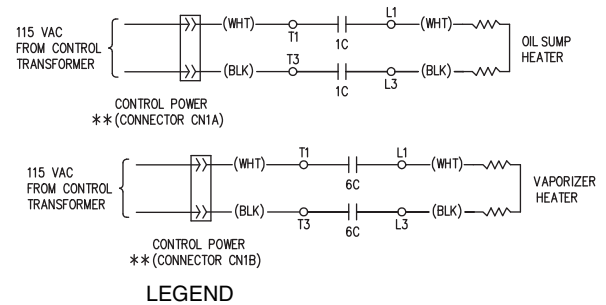 115 VAC
FROM CONTROL
TRANSFORMER
(WHT) T1 1C L1 (WHT)
(BLK) T3 1C L3 (BLK)
OIL SUMP
HEATER
CONTROL POWER
**(CONNECTOR CN1A)
115 VAC
FROM CONTROL
TRANSFORMER
(WHT) T1 6C L1 (WHT)
(BLK) T3 6C L3 (BLK)
VAPORIZER
HEATER
CONTROL POWER
**(CONNECTOR CN1B)
LEGEND